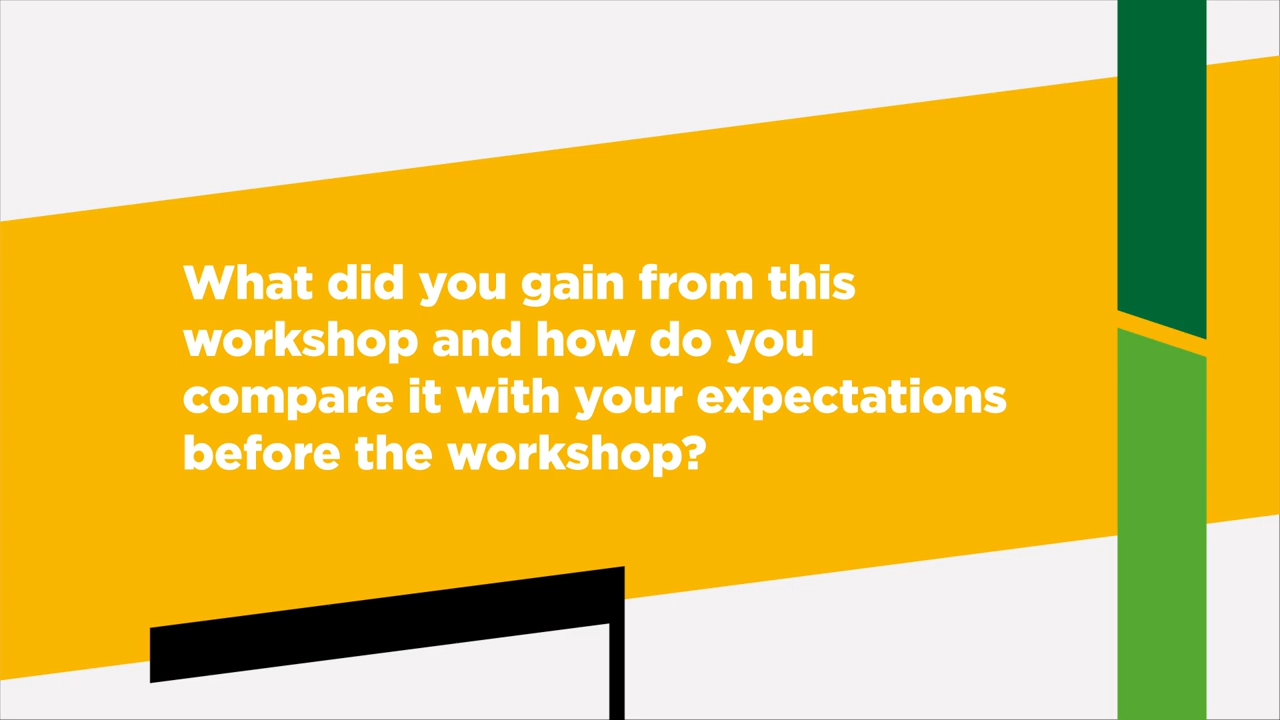 What did you gain from this
workshop and how do you
compare it with your expectations
before the workshop?